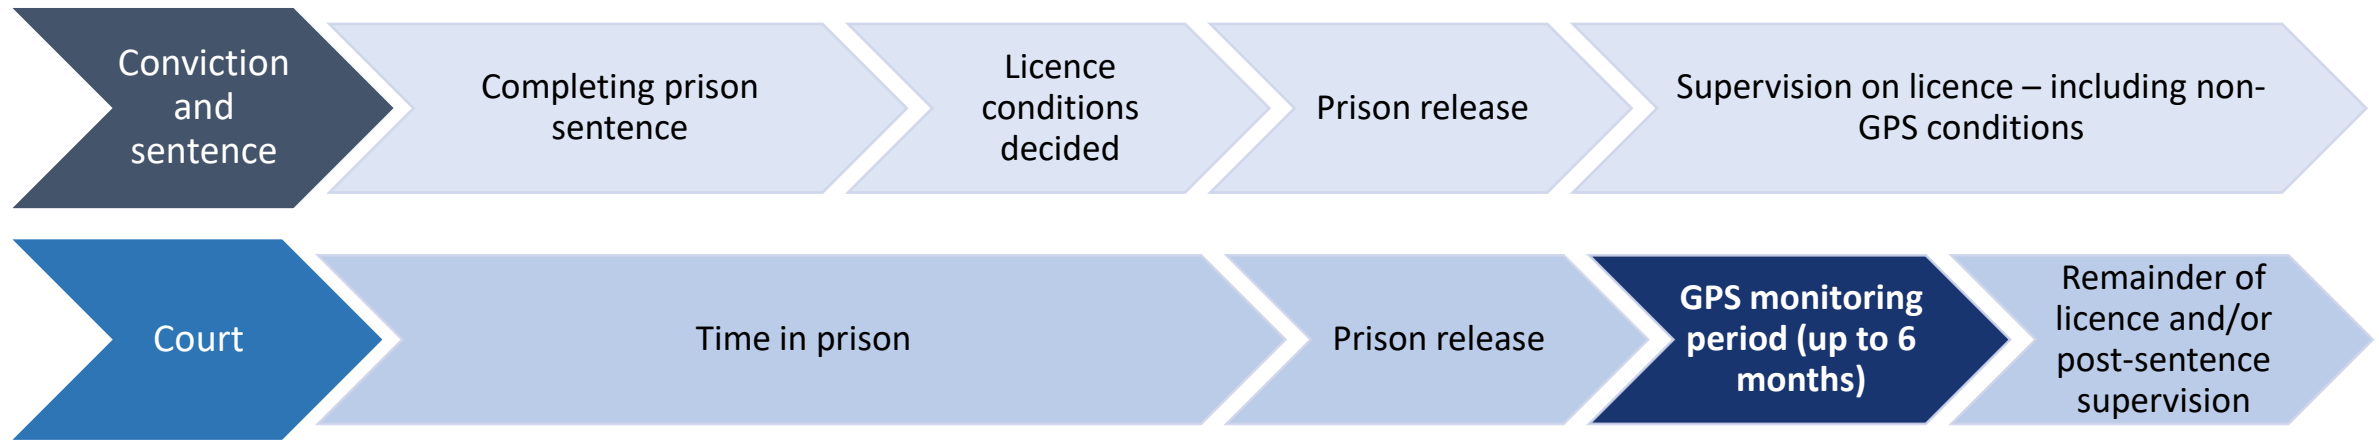 Conviction
and
sentence
Completing prison
sentence
Licence
conditions
decided
Prison release
Supervision on licence – including non-
GPS conditions
Court
Time in prison
Prison release
GPS monitoring
period (up to 6
months)
Remainder of
licence and/or
post-sentence
supervision